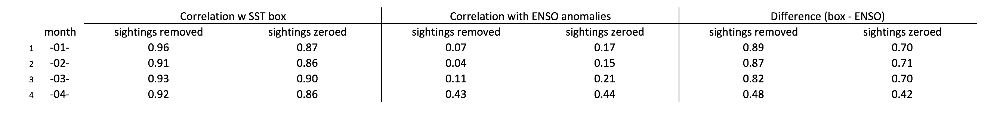 Correlation w SST box Correlation with ENSO anomalies Difference (box - ENSO)
month sightings removed sightings zeroed sightings removed sightings zeroed sightings removed sightings zeroed
1 -01- 0.96 0.87 0.07 0.17 0.89 0.70
2 -02- 0.91 0.86 0.04 0.15 0.87 0.71
3 -03- 0.93 0.90 0.11 0.21 0.82 0.70
4 -04- 0.92 0.86 0.43 0.44 0.48 0.42